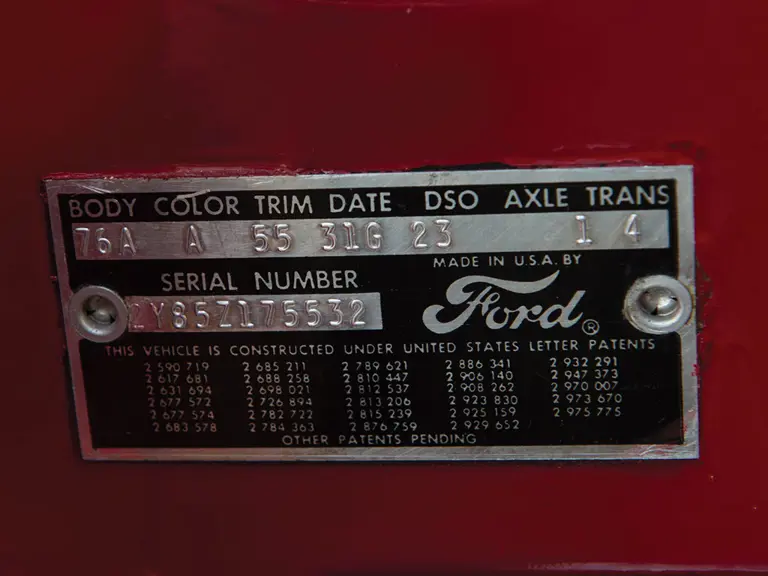 BODY COLOR TRIM DATE DSO AXLE TRANS
76A A 55 31G 23 1 4
MADE IN U.S.A. BY
SERIAL NUMBER
Ford ®
2Y85Z175532
THIS VEHICLE IS CONSTRUCTED UNDER UNITED STATES LETTER PATENTS
2 590 719 2 685 211 2 789 621 2 886 341 2 932 291
2 617 681 2 688 258 2 810 447 2 906 140 2 947 373
2 631 694 2 698 021 2 812 537 2 908 262 2 970 007
2 677 572 2 726 894 2 813 206 2 923 830 2 973 670
2 677 574 2 782 722 2 815 239 2 925 159 2 975 775
2 683 578 2 784 363 2 876 759 2 929 652
OTHER PATENTS PENDING